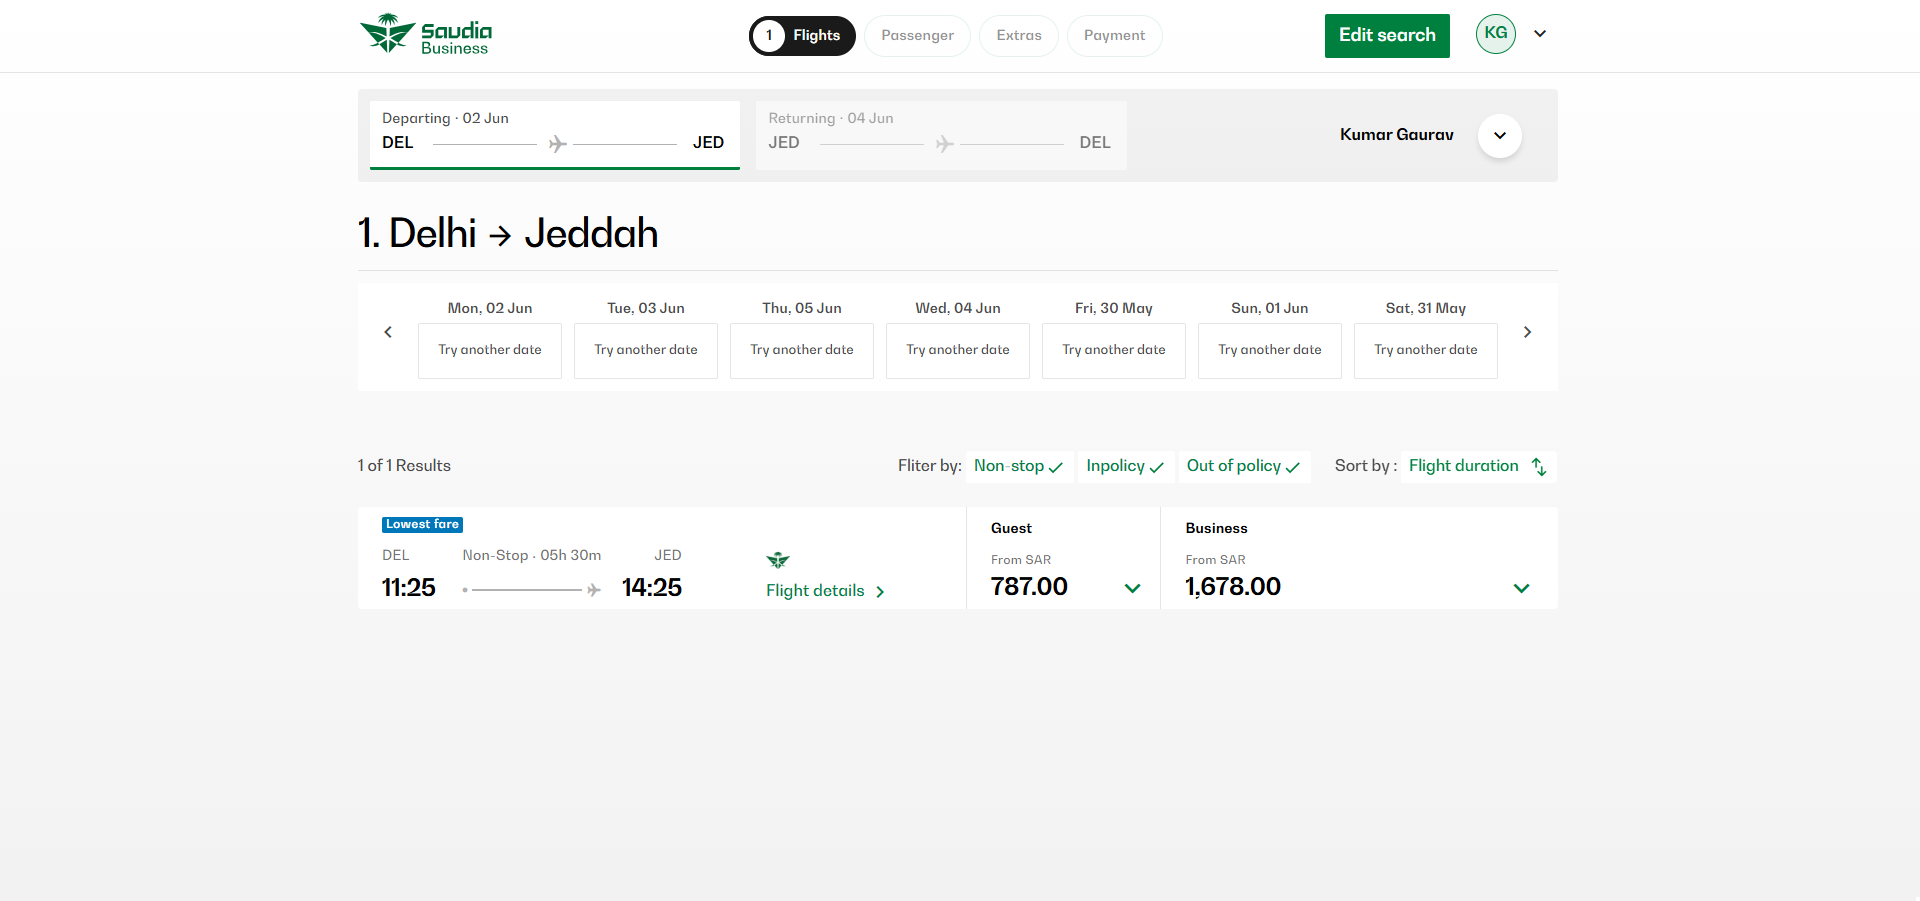 Saudia
Business
1 Flights Passenger Extras Payment
Edit search
KG
Departing · 02 Jun
DEL JED
Returning · 04 Jun
JED DEL
Kumar Gaurav
1. Delhi → Jeddah
Mon, 02 Jun Tue, 03 Jun Thu, 05 Jun Wed, 04 Jun Fri, 30 May Sun, 01 Jun Sat, 31 May
Try another date Try another date Try another date Try another date Try another date Try another date Try another date
1 of 1 Results
Fliter by: Non-stop Inpolicy Out of policy Sort by : Flight duration
Lowest fare
DEL Non-Stop · 05h 30m JED
11:25 14:25
Flight details
Guest
From SAR
787.00
Business
From SAR
1,678.00